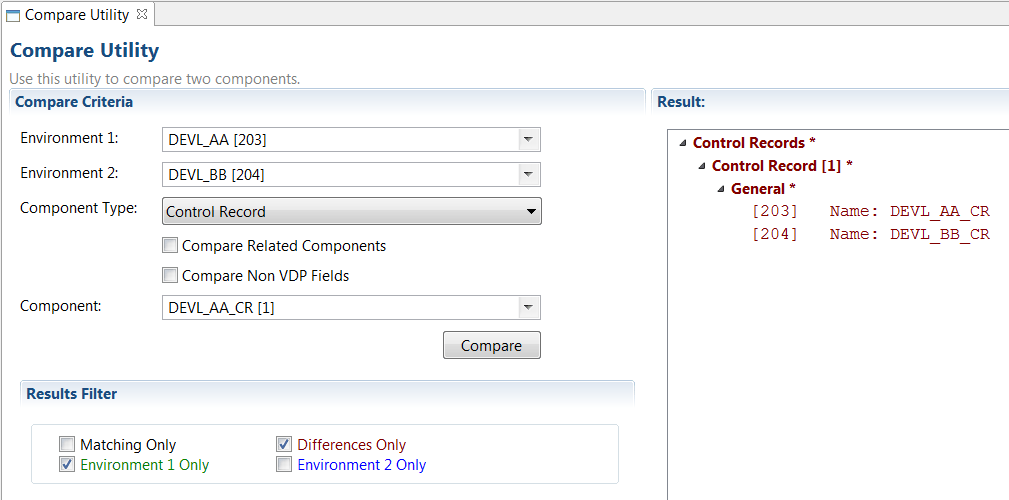 Compare Utility
Compare Utility
Use this utility to compare two components.
Compare Criteria
Environment 1: DEVL_AA [203]
Environment 2: DEVL_BB [204]
Component Type: Control Record
Compare Related Components
Compare Non VDP Fields
Component: DEVL_AA_CR [1]
Compare
Results Filter
Matching Only Differences Only
Environment 1 Only Environment 2 Only
Result:
Control Records *
Control Record [1] *
General *
[203] Name: DEVL_AA_CR
[204] Name: DEVL_BB_CR